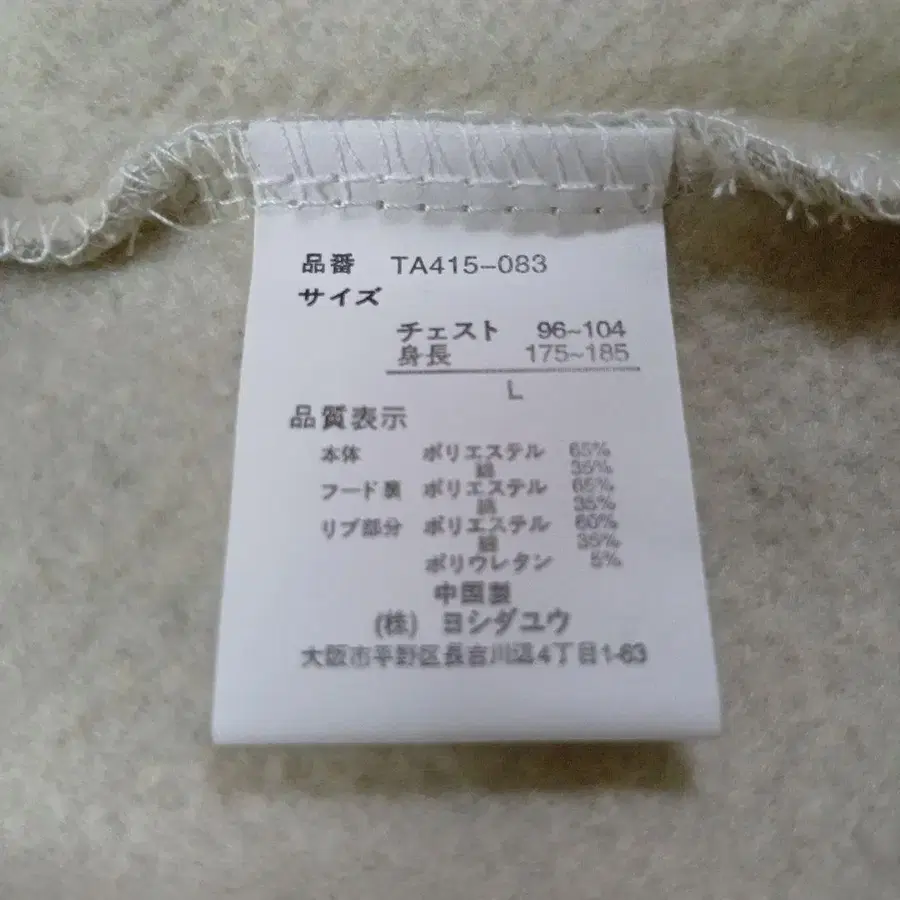 品番 TA415-083
サイズ
チェスト 96~104
身長 175~185
L
品質表示
本体 ポリエステル 65%
綿 35%
フード裏 ポリエステル 65%
綿 35%
リブ部分 ポリエステル 60%
綿 35%
ポリウレタン 5%
中国製
(株) ヨシダユウ
大阪市平野区長吉川辺4丁目1-63